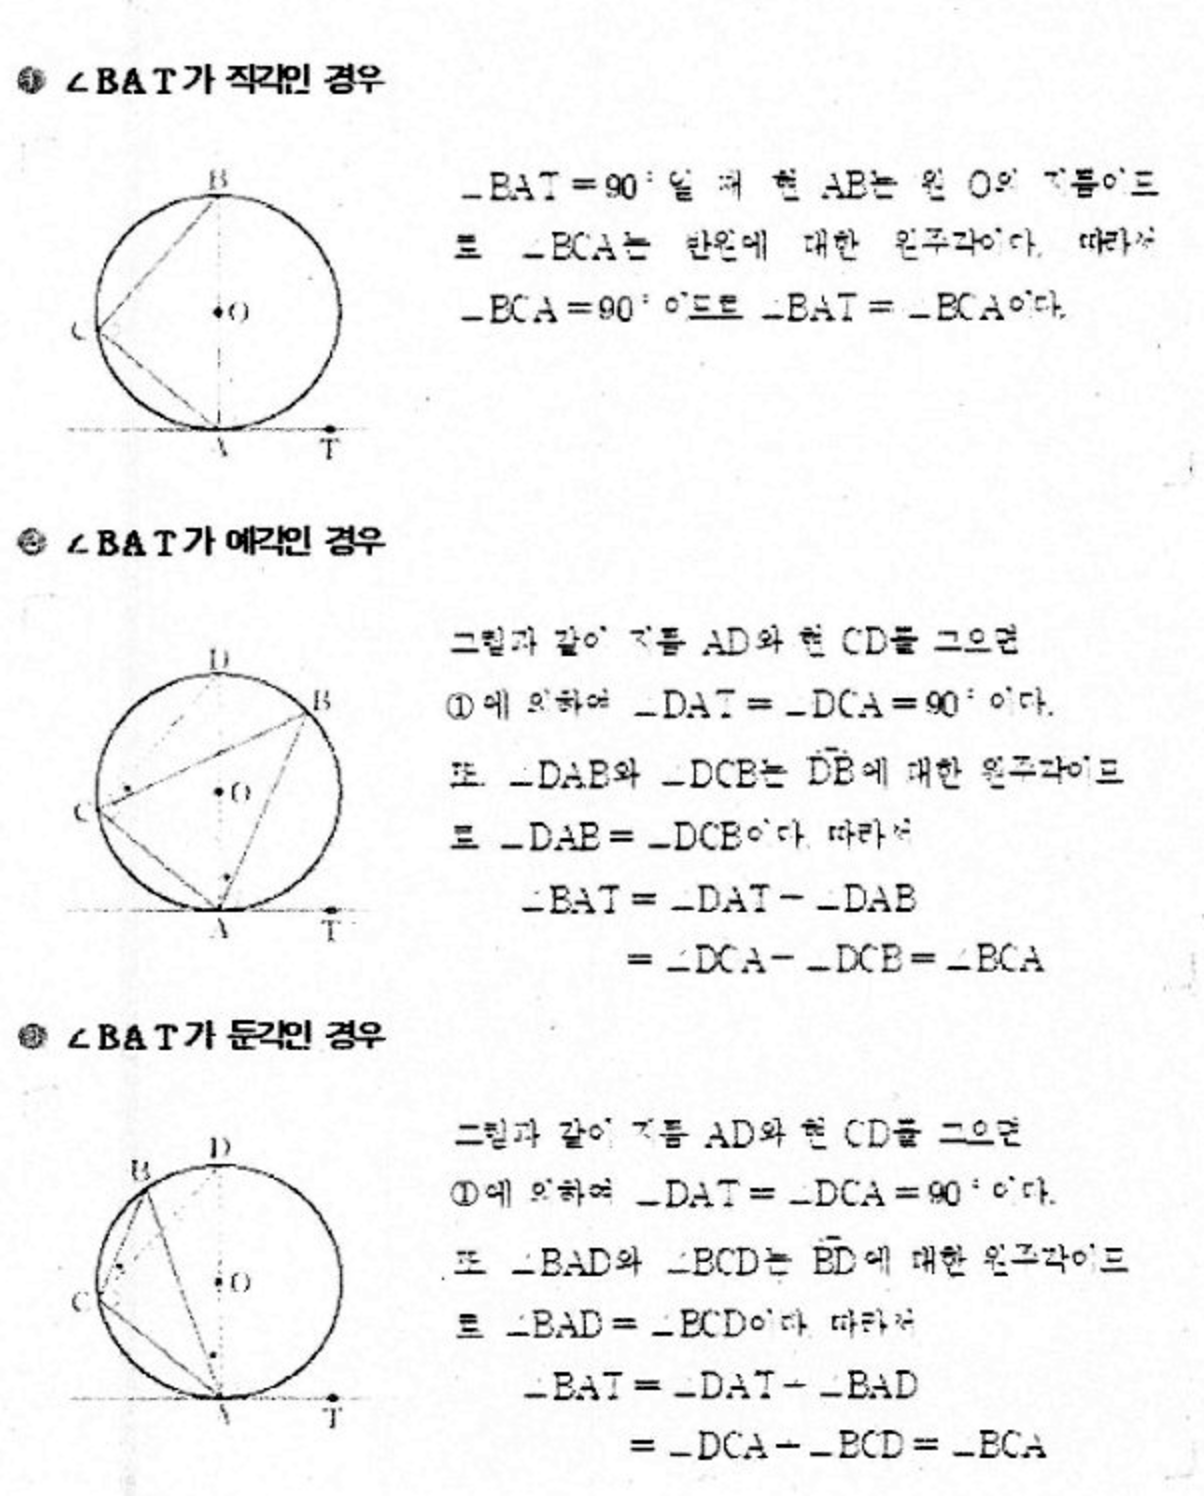 ① ∠BAT가 직각인 경우
B
∠BAT=90°일 때 현 AB는 원 O의 지름이므
로 ∠BCA는 반원에 대한 원주각이다. 따라서
∠BCA=90°이므로 ∠BAT=∠BCA이다.
O
C
A
T
② ∠BAT가 예각인 경우
그림과 같이 지름 AD와 현 CD를 그으면
D
B
①에 의하여 ∠DAT=∠DCA=90°이다.
또 ∠DAB와 ∠DCB는 DB에 대한 원주각이므
O
C
로 ∠DAB=∠DCB이다. 따라서
∠BAT=∠DAT-∠DAB
A
T
=∠DCA-∠DCB=∠BCA
③ ∠BAT가 둔각인 경우
그림과 같이 지름 AD와 현 CD를 그으면
D
B
①에 의하여 ∠DAT=∠DCA=90°이다.
또 ∠BAD와 ∠BCD는 BD에 대한 원주각이므
O
C
로 ∠BAD=∠BCD이다. 따라서
∠BAT=∠DAT+∠BAD
A
T
=∠DCA+∠BCD=∠BCA